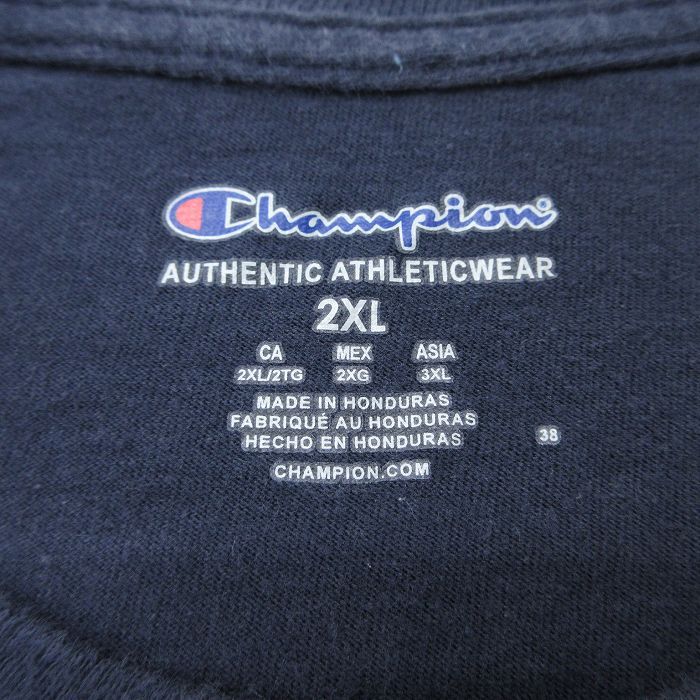 Champion
AUTHENTIC ATHLETICWEAR
2XL
CA MEX ASIA
2XL/2TG 2XG 3XL
MADE IN HONDURAS
FABRIQUÉ AU HONDURAS
HECHO EN HONDURAS
38
CHAMPION.COM